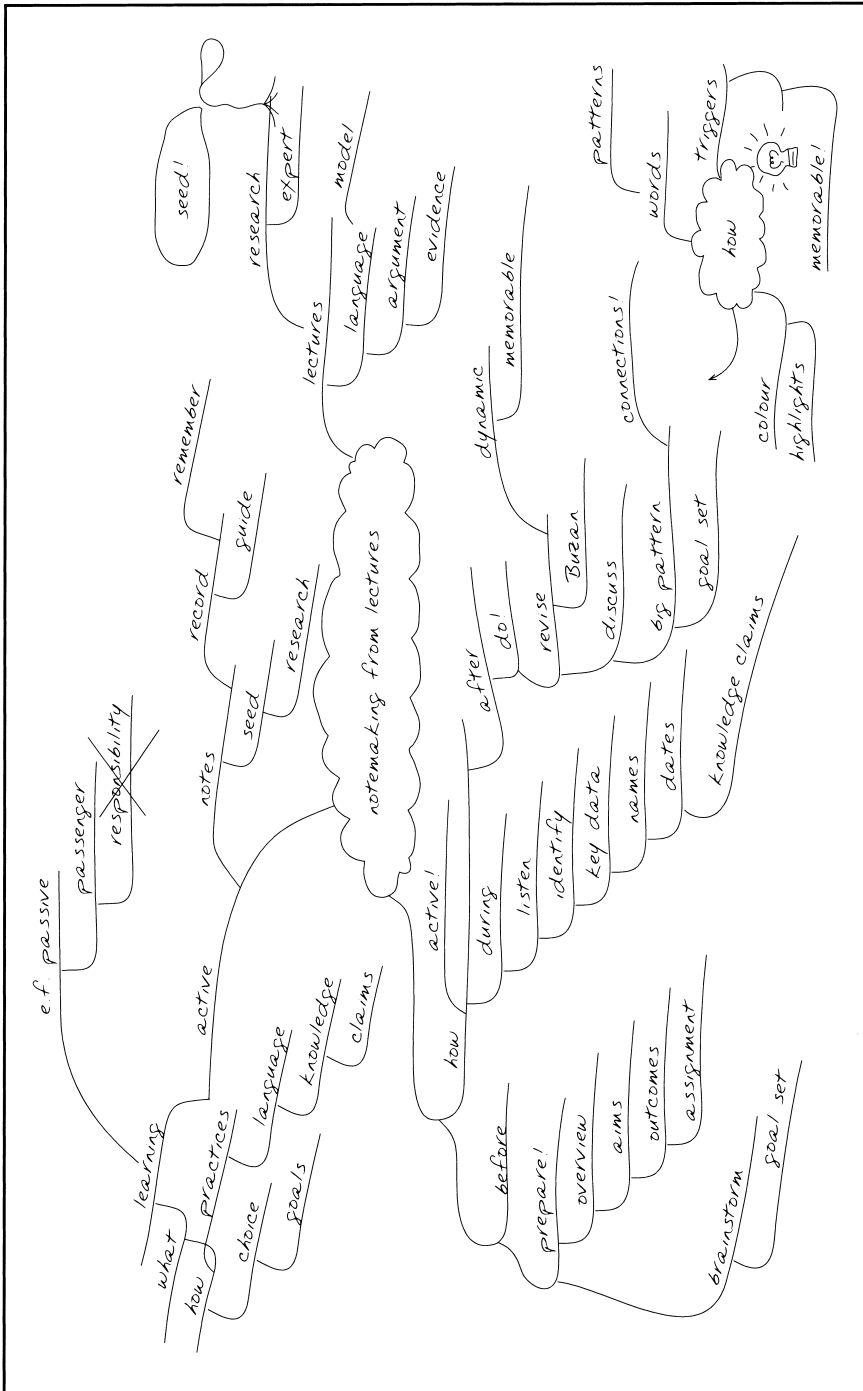 notemaking from lectures
e.f. passive
passenger
responsibility
learning
what
how
practices
language
knowledge
claims
choice
goals
active
notes
record
remember
guide
seed
research
lectures
research
expert
seed!
language
model
argument
evidence
how
before
prepare!
overview
aims
outcomes
assignment
brainstorm
goal set
active!
during
listen
identify
key data
names
dates
knowledge claims
after
do!
revise
dynamic
memorable
Buzan
discuss
big pattern
connections!
goal set
how
words
patterns
triggers
memorable!
colour
highlights